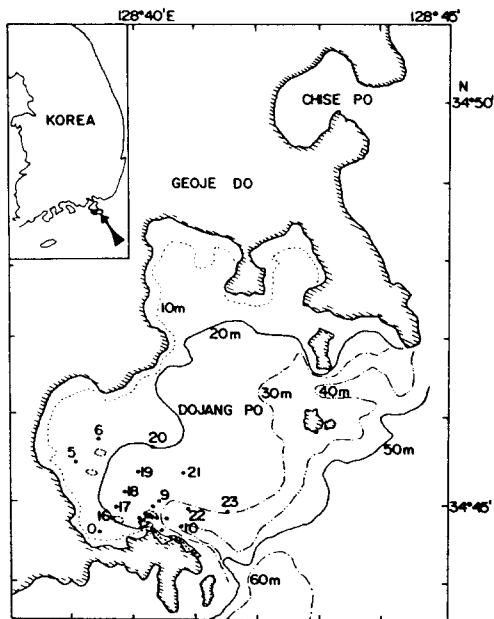 128°40'E
128°45'
N
34°50'
CHISE PO
KOREA
GEOJE DO
10m
20m
30m
40m
DOJANG PO
50m
6
20
5
19
21
18
9
23
17
22
34°45'
16
0
10
60m